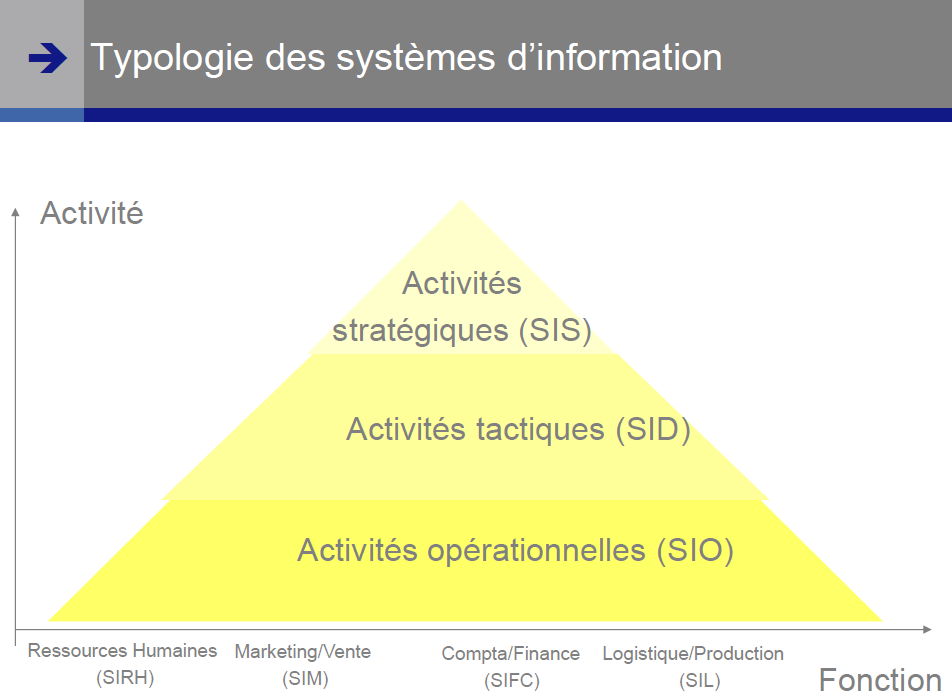 Typologie des systèmes d’information
Activité
Activités
stratégiques (SIS)
Activités tactiques (SID)
Activités opérationnelles (SIO)
Ressources Humaines
(SIRH)
Marketing/Vente
(SIM)
Compta/Finance
(SIFC)
Logistique/Production
(SIL)
Fonction